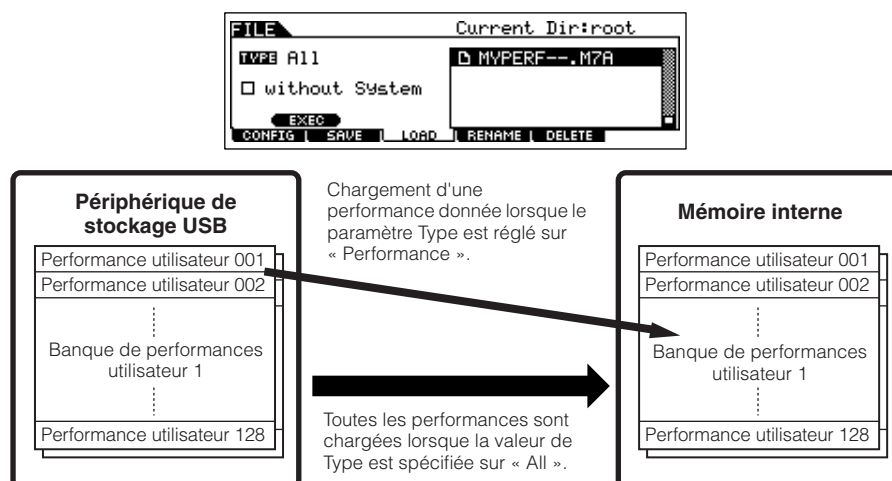 FILE
Current Dir:root
TYPE All
MYPERF--.M7A
without System
EXEC
CONFIG SAVE LOAD RENAME DELETE
Périphérique de
stockage USB
Performance utilisateur 001
Performance utilisateur 002
Banque de performances
utilisateur 1
Performance utilisateur 128
Chargement d'une
performance donnée lorsque le
paramètre Type est réglé sur
« Performance ».
Toutes les performances sont
chargées lorsque la valeur de
Type est spécifiée sur « All ».
Mémoire interne
Performance utilisateur 001
Performance utilisateur 002
Banque de performances
utilisateur 1
Performance utilisateur 128